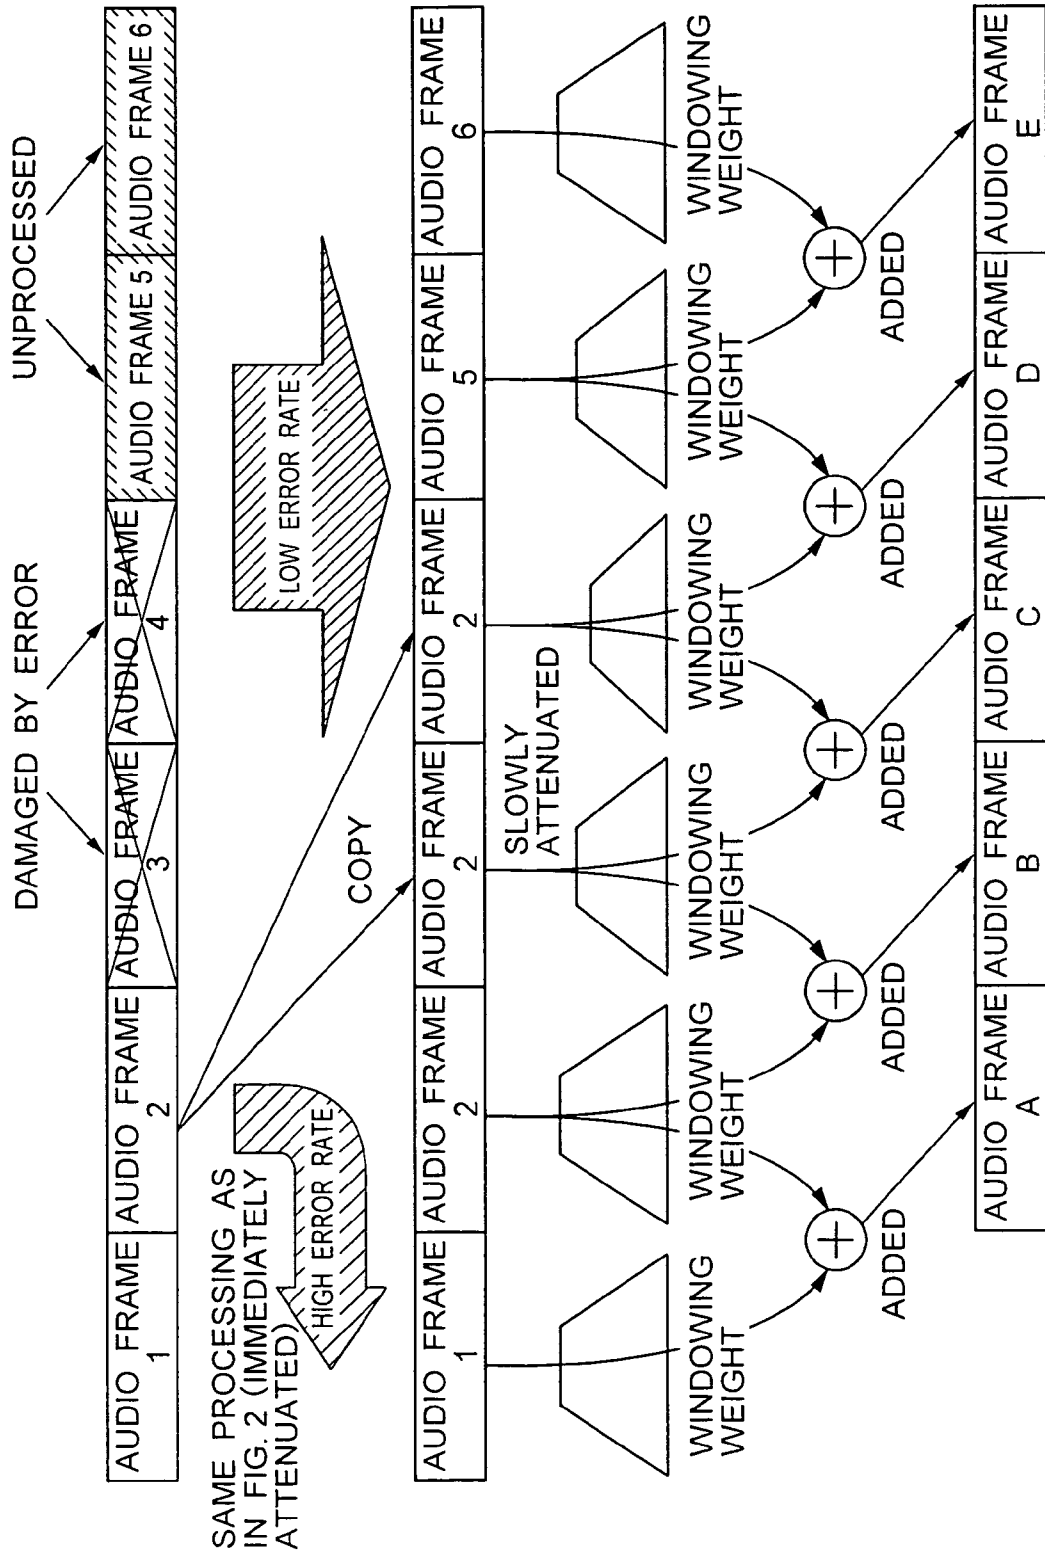 DAMAGED BY ERROR
UNPROCESSED
AUDIO FRAME
1
AUDIO FRAME
2
AUDIO FRAME
3
AUDIO FRAME
4
AUDIO FRAME 5
AUDIO FRAME 6
SAME PROCESSING AS
IN FIG. 2 (IMMEDIATELY
ATTENUATED)
HIGH ERROR RATE
COPY
LOW ERROR RATE
AUDIO FRAME
1
AUDIO FRAME
2
AUDIO FRAME
2
AUDIO FRAME
2
AUDIO FRAME
5
AUDIO FRAME
6
SLOWLY
ATTENUATED
WINDOWING
WEIGHT
WINDOWING
WEIGHT
WINDOWING
WEIGHT
WINDOWING
WEIGHT
WINDOWING
WEIGHT
WINDOWING
WEIGHT
+
+
+
+
+
ADDED
ADDED
ADDED
ADDED
ADDED
AUDIO FRAME
A
AUDIO FRAME
B
AUDIO FRAME
C
AUDIO FRAME
D
AUDIO FRAME
E